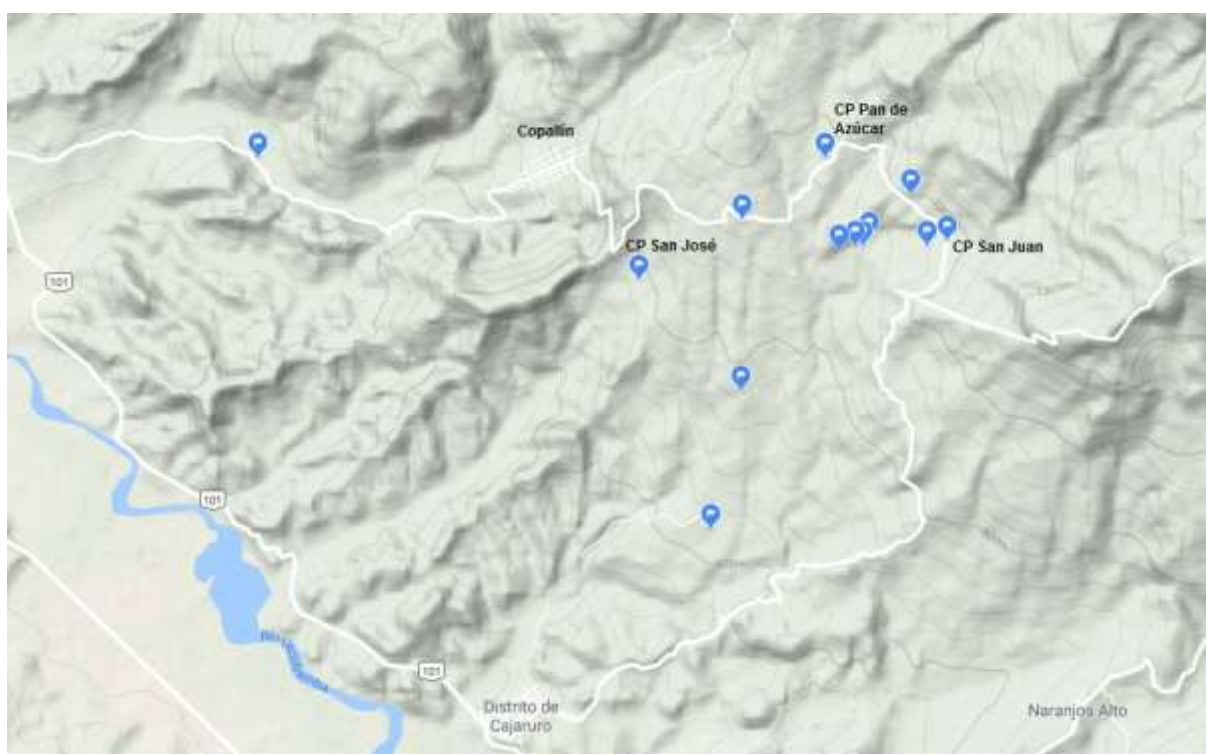 CP Pan de
Azúcar
Copallín
CP San José
CP San Juan
101
101
101
Distrito de
Cajaruro
Naranjos Alto